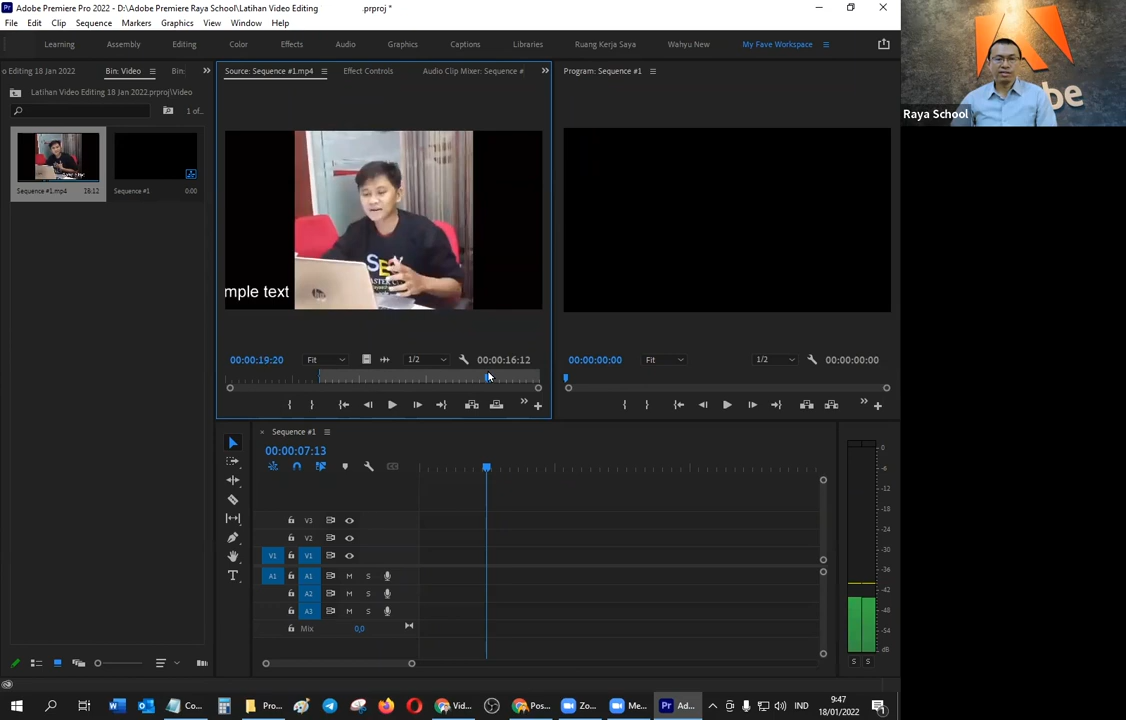 Adobe Premiere Pro 2022 - D:\Adobe Premiere Raya School\Latihan Video Editing .prproj *
File Edit Clip Sequence Markers Graphics View Window Help
Learning Assembly Editing Color Effects Audio Graphics Captions Libraries Ruang Kerja Saya Wahyu New My Fave Workspace
o Editing 18 Jan 2022 Bin: Video Bin:
Latihan Video Editing 18 Jan 2022.prproj\Video
1 of...
Sequence #1.mp4 16:12
Sequence #1 0:00
Source: Sequence #1.mp4 Effect Controls Audio Clip Mixer: Sequence #
mple text
00:00:19:20 Fit 1/2 00:00:16:12
Program: Sequence #1
00:00:00:00 Fit 1/2 00:00:00:00
Raya School
Sequence #1
00:00:07:13
V3
V2
V1 V1
A1 A1 M S
A2 M S
A3 M S
Mix 0,0
0
-6
-12
-18
-24
-30
-36
-42
-48
-54
dB
S S
Co... Pro... Vid... Pos... Zo... Me... Ad...
IND
9:47
18/01/2022